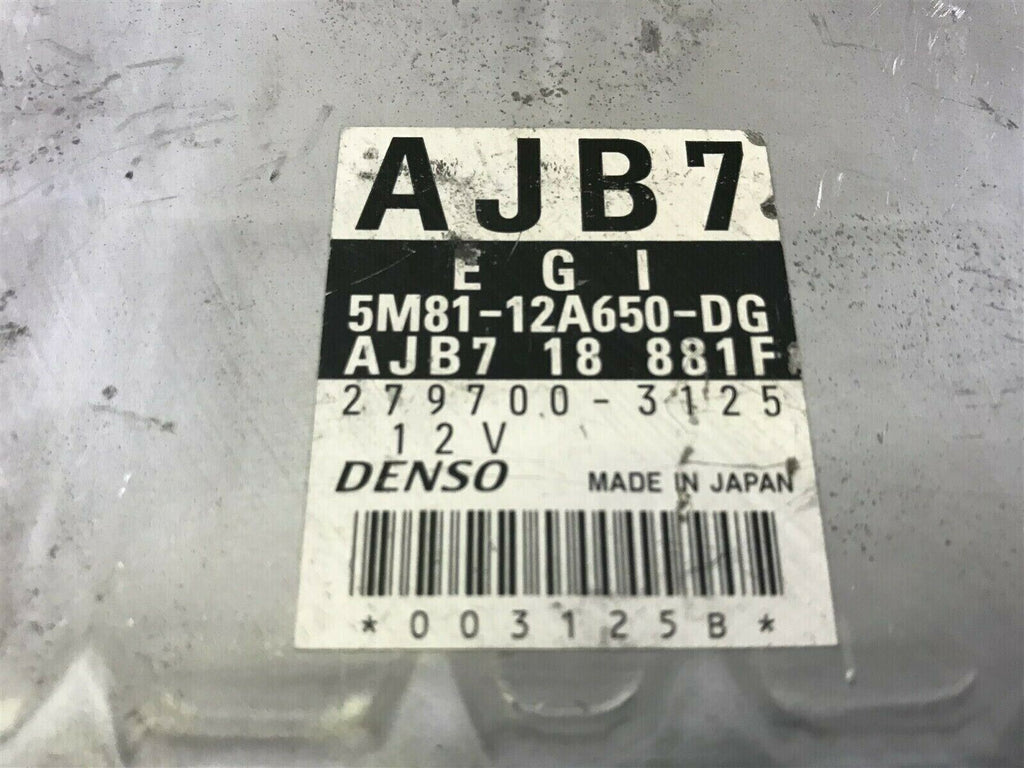 AJB7
E G I
5M81-12A650-DG
AJB7 18 881F
279700-3125
12V
DENSO MADE IN JAPAN
*003125B*